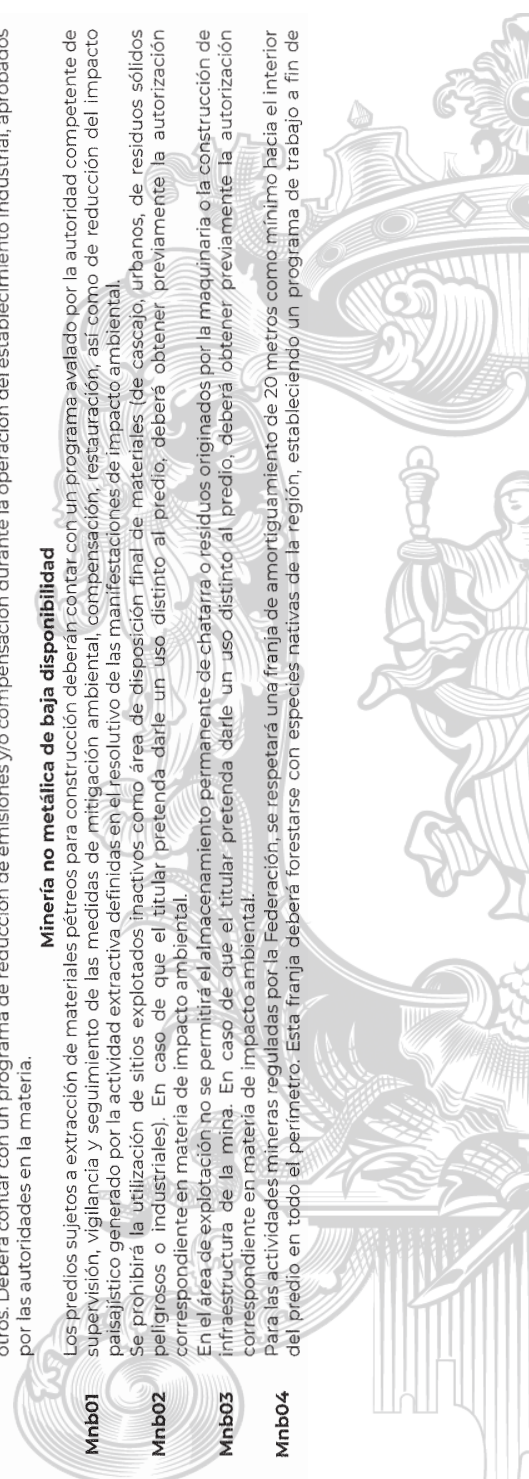 otros. Deberá contar con un programa de reducción de emisiones y/o compensación durante la operación del establecimiento industrial, aprobados
por las autoridades en la materia.
Minería no metálica de baja disponibilidad
Mnb01 Los predios sujetos a extracción de materiales pétreos para construcción deberán contar con un programa avalado por la autoridad competente de
supervisión, vigilancia y seguimiento de las medidas de mitigación ambiental, compensación, restauración, así como de reducción del impacto
paisajístico generado por la actividad extractiva definidas en el resolutivo de las manifestaciones de impacto ambiental.
Mnb02 Se prohibirá la utilización de sitios explotados inactivos como área de disposición final de materiales (de cascajo, urbanos, de residuos sólidos
peligrosos o industriales). En caso de que el titular pretenda darle un uso distinto al predio, deberá obtener previamente la autorización
correspondiente en materia de impacto ambiental.
Mnb03 En el área de explotación no se permitirá el almacenamiento permanente de chatarra o residuos originados por la maquinaria o la construcción de
infraestructura de la mina. En caso de que el titular pretenda darle un uso distinto al predio, deberá obtener previamente la autorización
correspondiente en materia de impacto ambiental.
Mnb04 Para las actividades mineras reguladas por la Federación, se respetará una franja de amortiguamiento de 20 metros como mínimo hacia el interior
del predio en todo el perímetro. Esta franja deberá forestarse con especies nativas de la región, estableciendo un programa de trabajo a fin de